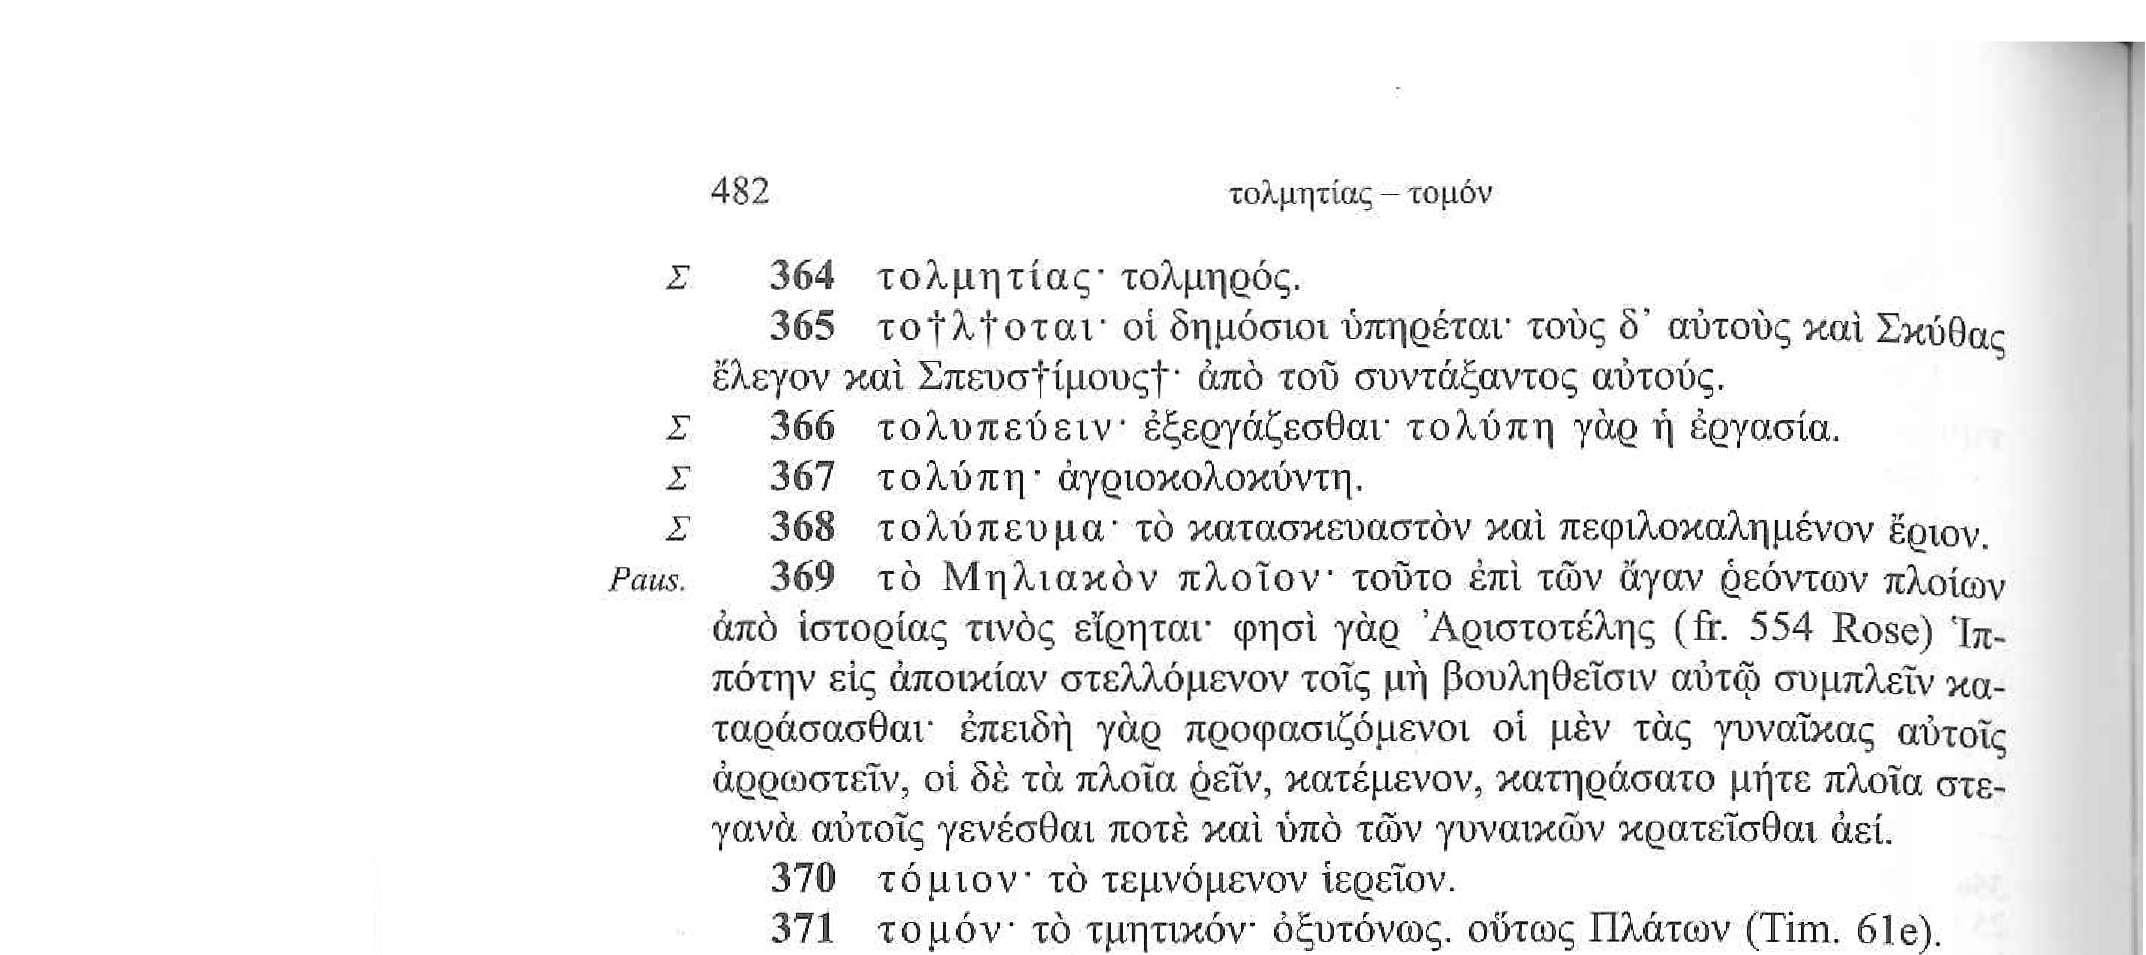 482 τολμητίας – τομόν
Σ 364 τολμητίας· τολμηρός.
365 το†λ†οται· οἱ δημόσιοι ὑπηρέται· τοὺς δ’ αὐτοὺς καὶ Σκύθας
ἔλεγον καὶ Σπευσ†ίμους†· ἀπὸ τοῦ συντάξαντος αὐτούς.
Σ 366 τολυπεύειν· ἐξεργάζεσθαι· τολύπη γὰρ ἡ ἐργασία.
Σ 367 τολύπη· ἀγριοκολοκύντη.
Σ 368 τολύπευμα· τὸ κατασκευαστὸν καὶ πεφιλοκαλημένον ἔριον.
Paus. 369 τὸ Μηλιακὸν πλοῖον· τοῦτο ἐπὶ τῶν ἄγαν ῥεόντων πλοίων
ἀπὸ ἱστορίας τινὸς εἴρηται· φησὶ γὰρ Ἀριστοτέλης (fr. 554 Rose) Ἱπ-
πότην εἰς ἀποικίαν στελλόμενον τοῖς μὴ βουληθεῖσιν αὐτῷ συμπλεῖν κα-
ταράσασθαι· ἐπειδὴ γὰρ προφασιζόμενοι οἱ μὲν τὰς γυναῖκας αὐτοῖς
ἀρρωστεῖν, οἱ δὲ τὰ πλοῖα ῥεῖν, κατέμενον, κατηράσατο μήτε πλοῖα στε-
γανὰ αὐτοῖς γενέσθαι ποτὲ καὶ ὑπὸ τῶν γυναικῶν κρατεῖσθαι ἀεί.
370 τόμιον· τὸ τεμνόμενον ἱερεῖον.
371 τομόν· τὸ τμητικόν· ὀξυτόνως. οὕτως Πλάτων (Tim. 61e).